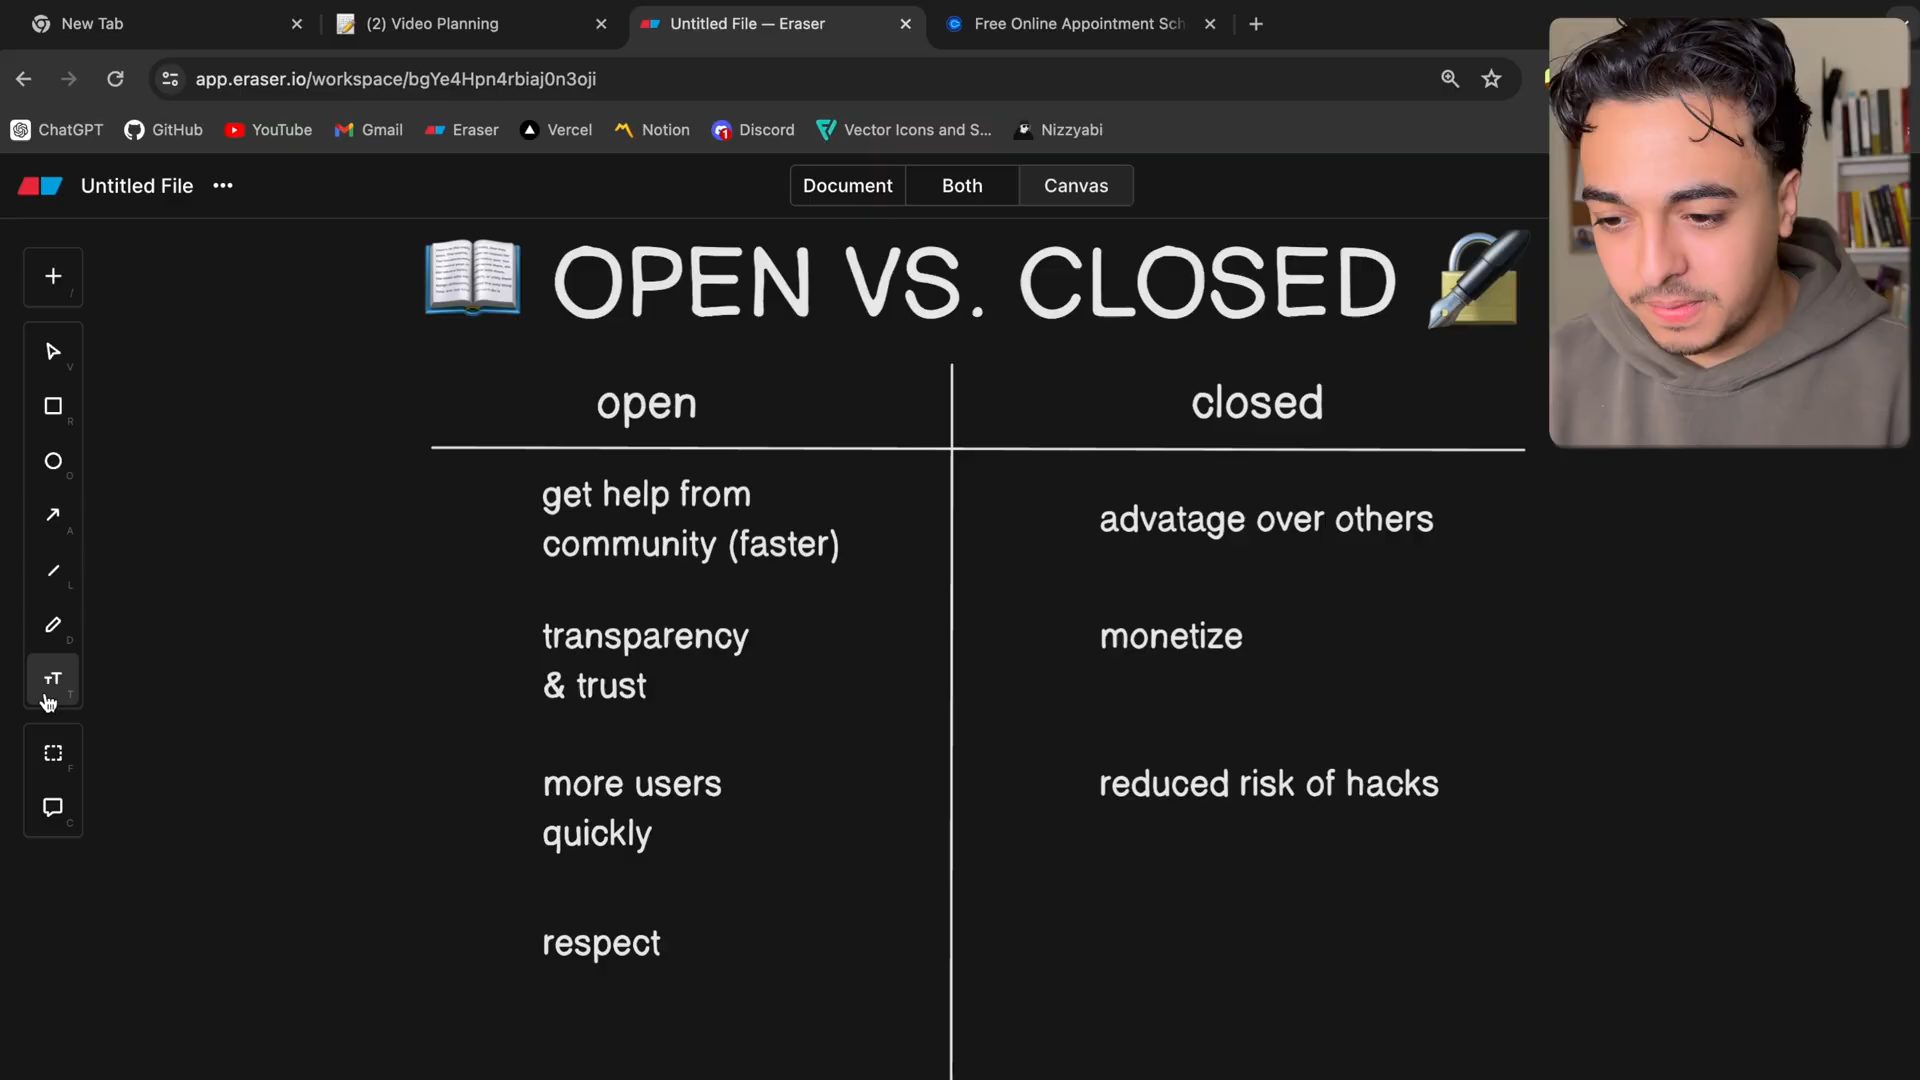 New Tab
(2) Video Planning
Untitled File — Eraser
Free Online Appointment Sch
app.eraser.io/workspace/bgYe4Hpn4rbiaj0n3oji
ChatGPT
GitHub
YouTube
Gmail
Eraser
Vercel
Notion
Discord
Vector Icons and S...
Nizzyabi
Untitled File
Document
Both
Canvas
OPEN VS. CLOSED
open
closed
get help from
community (faster)
advatage over others
transparency
& trust
monetize
more users
quickly
reduced risk of hacks
respect
/
V
R
O
A
L
D
TT
T
F
C